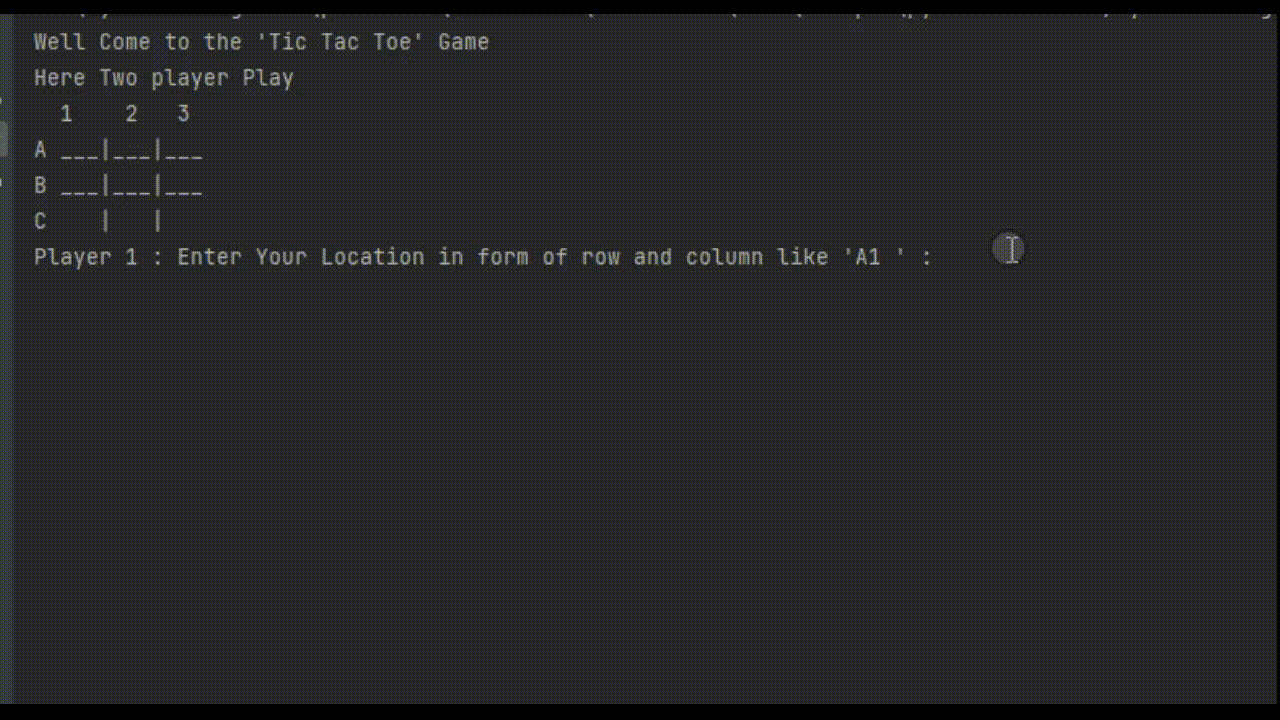 Well Come to the 'Tic Tac Toe' Game
Here Two player Play
  1    2   3
A ___|___|___
B ___|___|___
C    |   |
Player 1 : Enter Your Location in form of row and column like 'A1 ' :